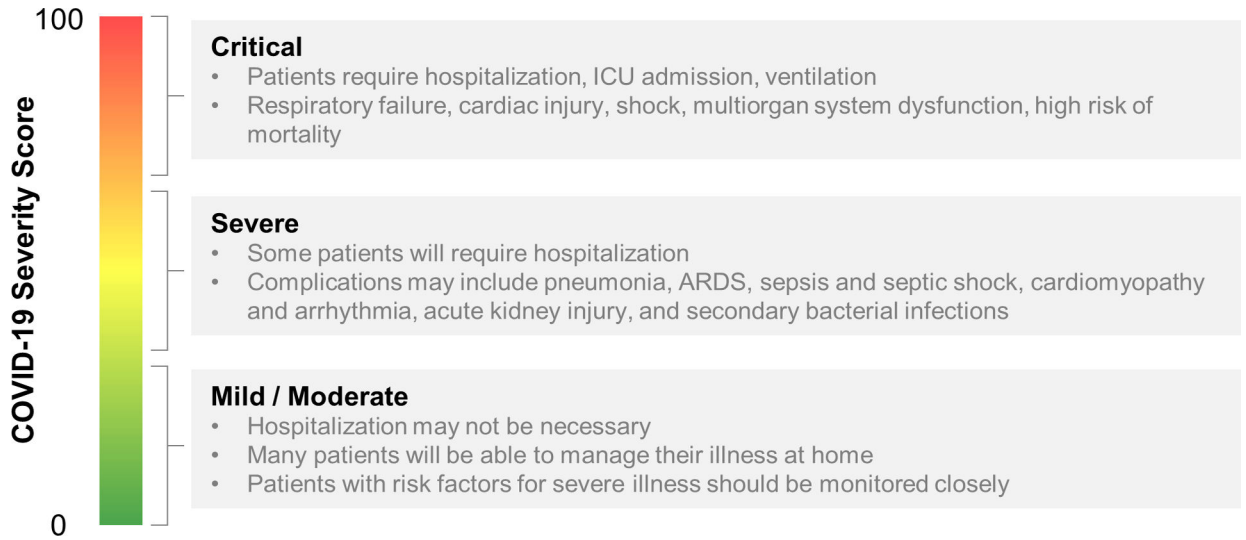 100
COVID-19 Severity Score
0
Critical
• Patients require hospitalization, ICU admission, ventilation
• Respiratory failure, cardiac injury, shock, multiorgan system dysfunction, high risk of
mortality
Severe
• Some patients will require hospitalization
• Complications may include pneumonia, ARDS, sepsis and septic shock, cardiomyopathy
and arrhythmia, acute kidney injury, and secondary bacterial infections
Mild / Moderate
• Hospitalization may not be necessary
• Many patients will be able to manage their illness at home
• Patients with risk factors for severe illness should be monitored closely